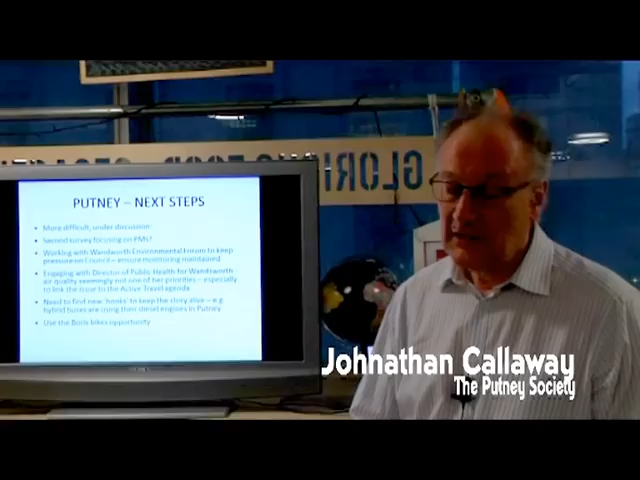 GLORI
PUTNEY – NEXT STEPS
• More difficult, under discussion:
• Second survey focusing on PMs?
• Working with Wandsworth Environmental Forum to keep
pressure on Council – ensure monitoring maintained
• Engaging with Director of Public Health for Wandsworth
air quality seemingly not one of her priorities – especially
to link the issue to the Active Travel agenda
• Need to find new 'hooks' to keep the story alive – e.g.
hybrid buses are using their diesel engines in Putney
• Use the Boris bikes opportunity
Johnathan Callaway
The Putney Society